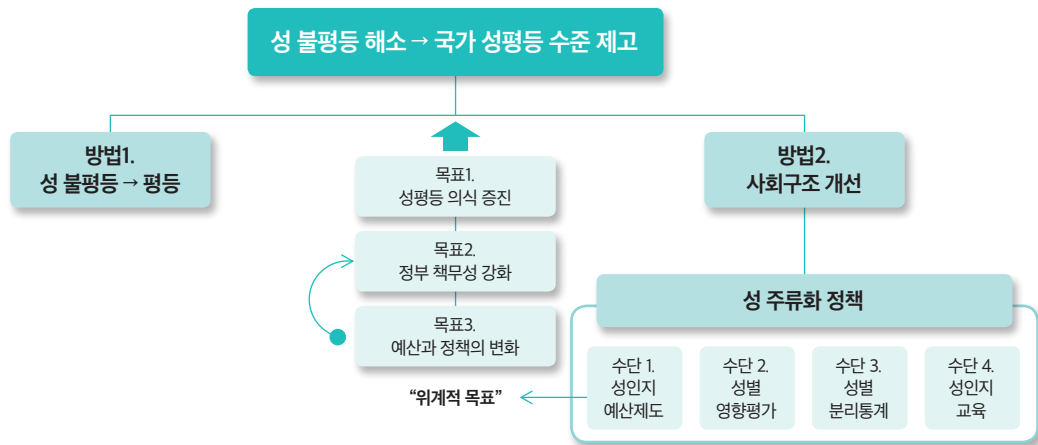 성 불평등 해소 → 국가 성평등 수준 제고
방법1.
성 불평등 → 평등
목표1.
성평등 의식 증진
목표2.
정부 책무성 강화
목표3.
예산과 정책의 변화
“위계적 목표”
방법2.
사회구조 개선
성 주류화 정책
수단 1.
성인지
예산제도
수단 2.
성별
영향평가
수단 3.
성별
분리통계
수단 4.
성인지
교육